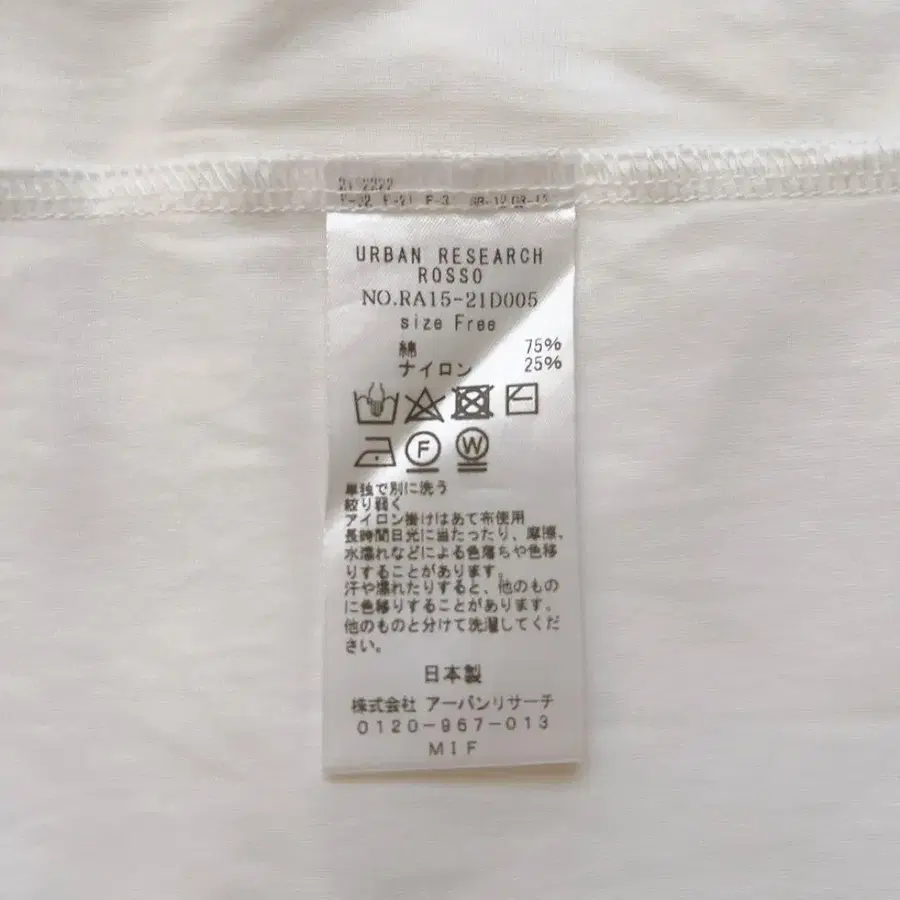 URBAN RESEARCH
ROSSO
NO.RA15-21D005
size Free
綿 75%
ナイロン 25%
F W
単独で別に洗う
絞り弱く
アイロン掛けはあて布使用
長時間日光に当たったり、摩擦、
水濡れなどによる色落ちや色移
りすることがあります。
汗や濡れたりすると、他のもの
に色移りすることがあります。
他のものと分けて洗濯してくだ
さい。
日本製
株式会社 アーバンリサーチ
0120-967-013
MIF